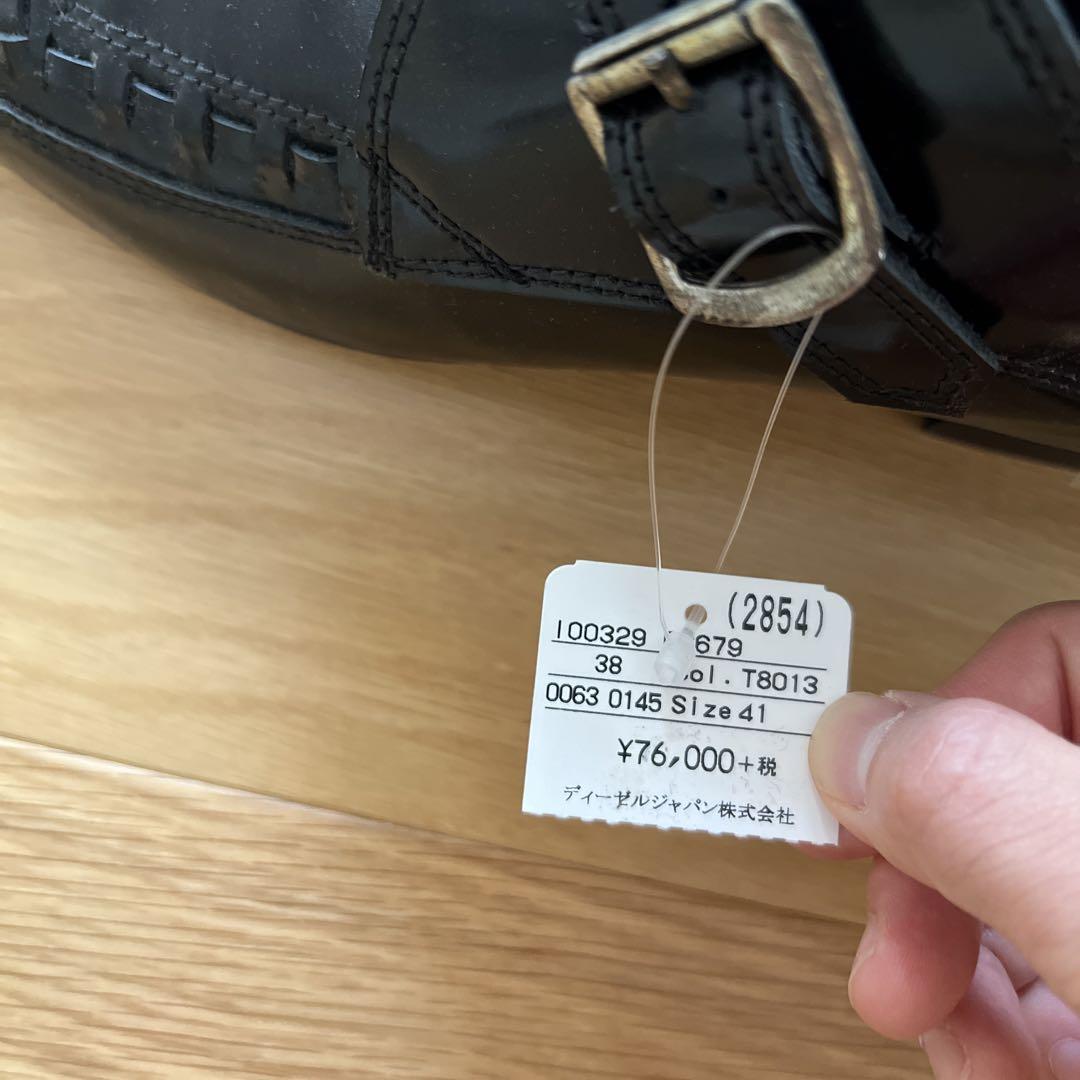 (2854)
100329 679
38 Col. T8013
0063 0145 Size 41
¥76,000+税
ディーゼルジャパン株式会社